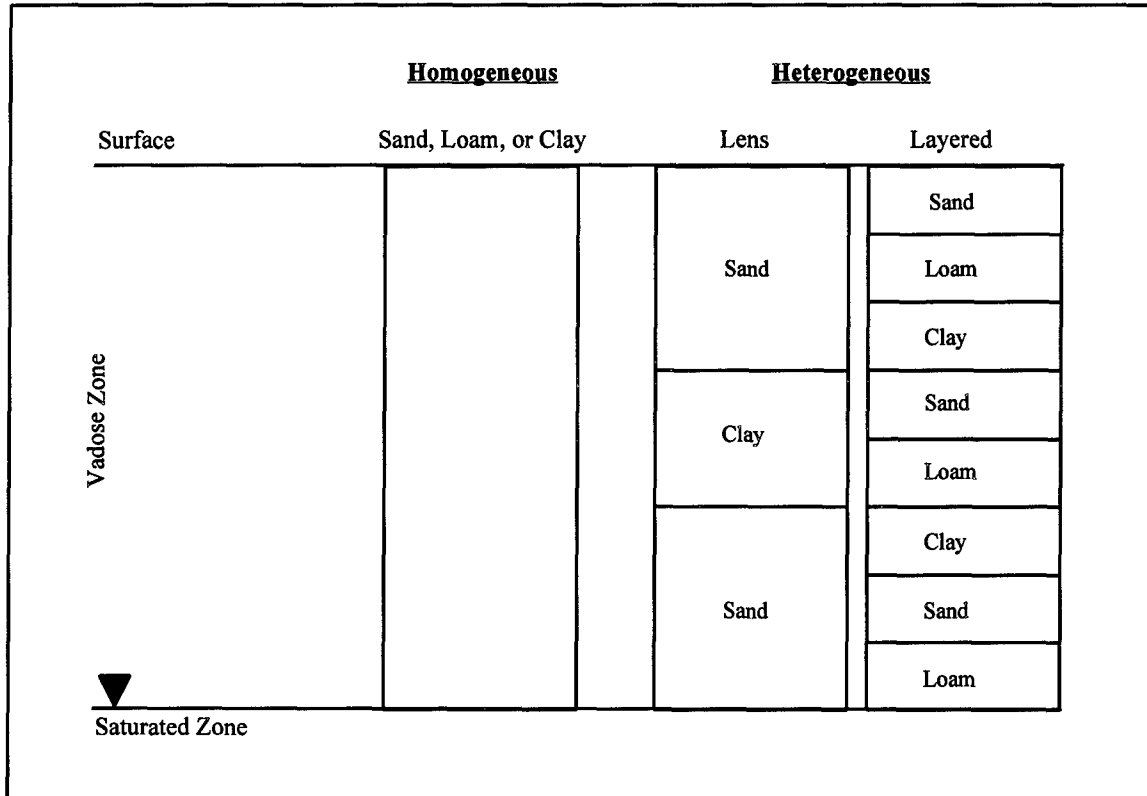 Homogeneous Heterogeneous
Surface Sand, Loam, or Clay Lens Layered
Vadose Zone
Sand
Clay
Sand
Sand
Loam
Clay
Sand
Loam
Clay
Sand
Loam
Saturated Zone